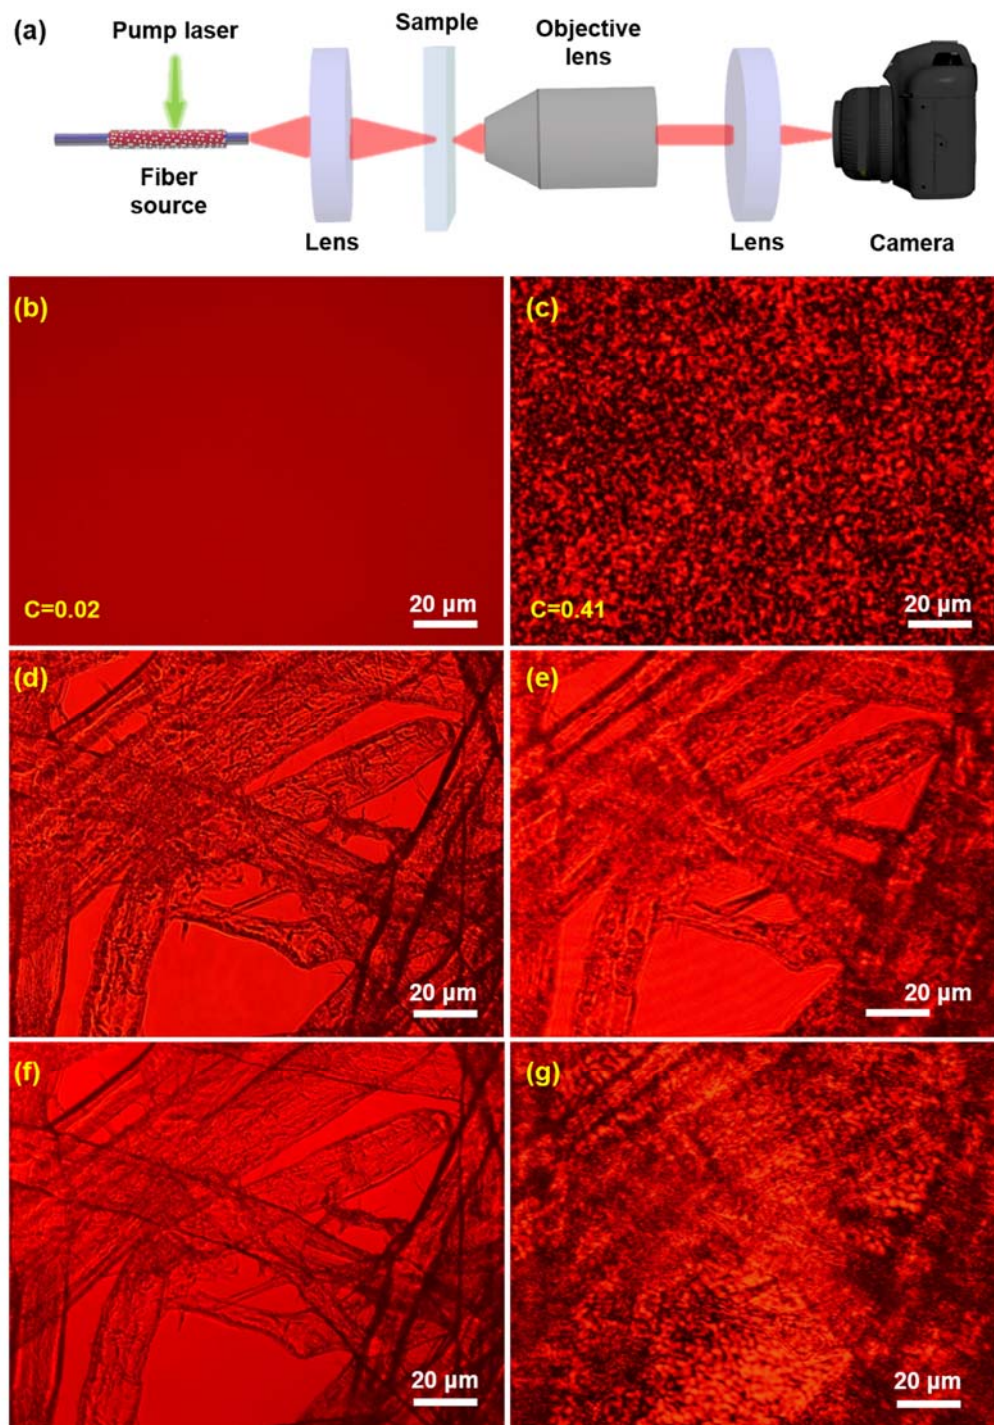 (a)
Pump laser
Sample
Objective
lens
Fiber
source
Lens
Lens
Camera
(b)
C=0.02
20 µm
(c)
C=0.41
20 µm
(d)
20 µm
(e)
20 µm
(f)
20 µm
(g)
20 µm